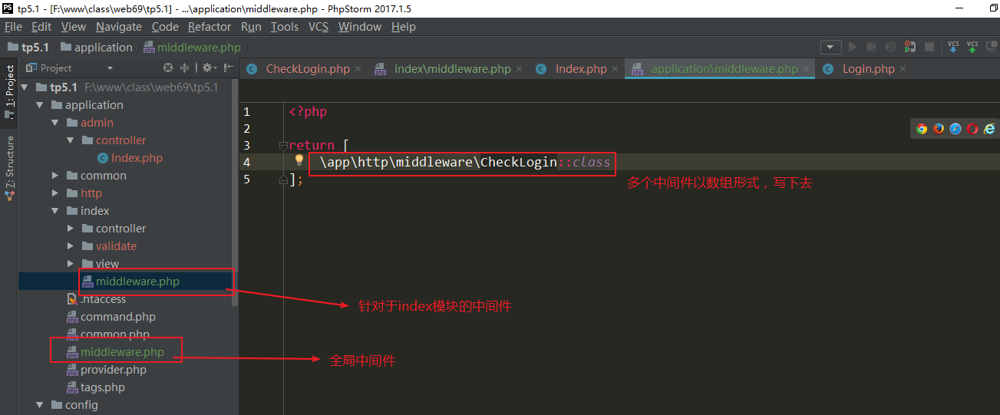 tp5.1 - [F:\www\class\web69\tp5.1] - ...\application\middleware.php - PhpStorm 2017.1.5
File Edit View Navigate Code Refactor Run Tools VCS Window Help
tp5.1 application middleware.php
VCS VCS
1: Project
7: Structure
Project
CheckLogin.php index\middleware.php Index.php application\middleware.php Login.php
tp5.1 F:\www\class\web69\tp5.1
application
admin
controller
Index.php
common
http
index
controller
validate
view
middleware.php
.htaccess
command.php
common.php
middleware.php
provider.php
tags.php
config
1 <?php
2
3 return [
4 \app\http\middleware\CheckLogin::class
5 ];
多个中间件以数组形式，写下去
针对于index模块的中间件
全局中间件